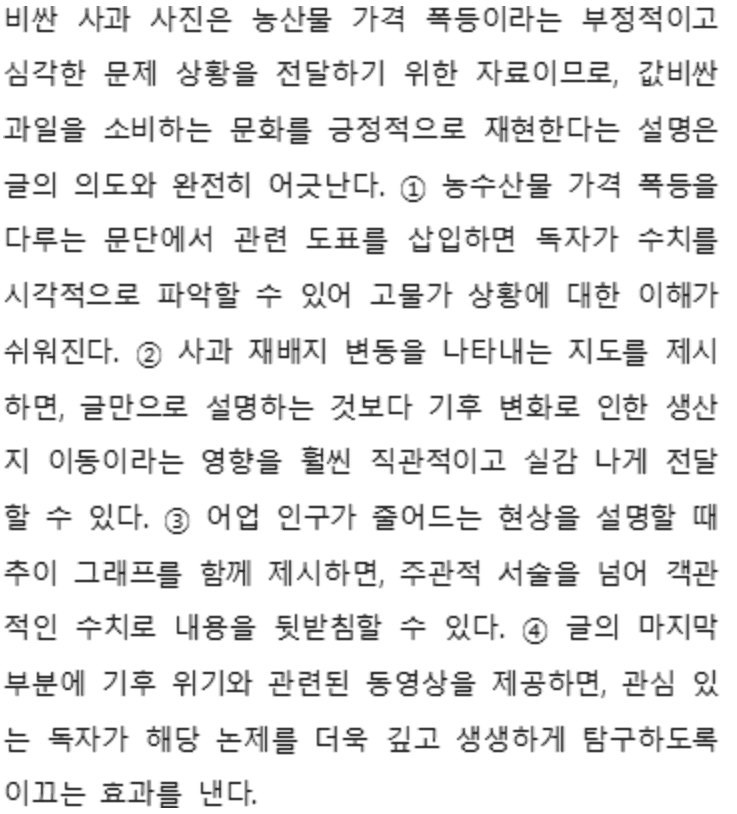 비싼 사과 사진은 농산물 가격 폭등이라는 부정적이고
심각한 문제 상황을 전달하기 위한 자료이므로, 값비싼
과일을 소비하는 문화를 긍정적으로 재현한다는 설명은
글의 의도와 완전히 어긋난다. ① 농수산물 가격 폭등을
다루는 문단에서 관련 도표를 삽입하면 독자가 수치를
시각적으로 파악할 수 있어 고물가 상황에 대한 이해가
쉬워진다. ② 사과 재배지 변동을 나타내는 지도를 제시
하면, 글만으로 설명하는 것보다 기후 변화로 인한 생산
지 이동이라는 영향을 훨씬 직관적이고 실감 나게 전달
할 수 있다. ③ 어업 인구가 줄어드는 현상을 설명할 때
추이 그래프를 함께 제시하면, 주관적 서술을 넘어 객관
적인 수치로 내용을 뒷받침할 수 있다. ④ 글의 마지막
부분에 기후 위기와 관련된 동영상을 제공하면, 관심 있
는 독자가 해당 논제를 더욱 깊고 생생하게 탐구하도록
이끄는 효과를 낸다.